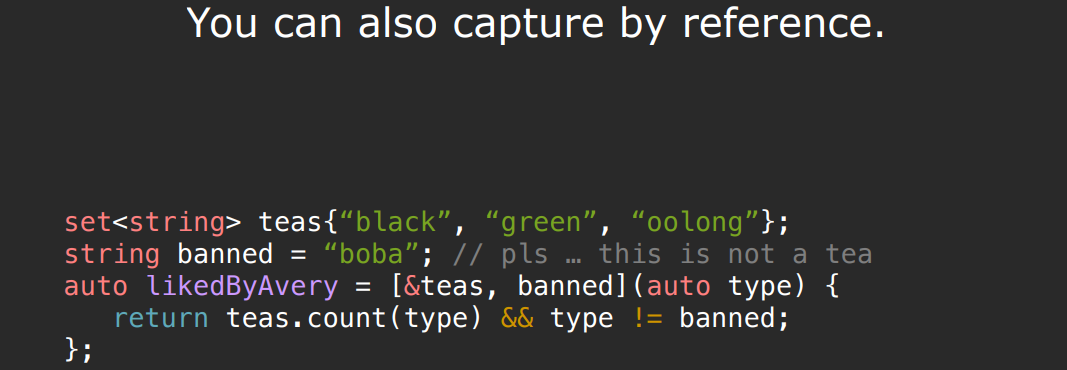 You can also capture by reference.
set<string> teas{“black”, “green”, “oolong”};
string banned = “boba”; // pls … this is not a tea
auto likedByAvery = [&teas, banned](auto type) {
   return teas.count(type) && type != banned;
};